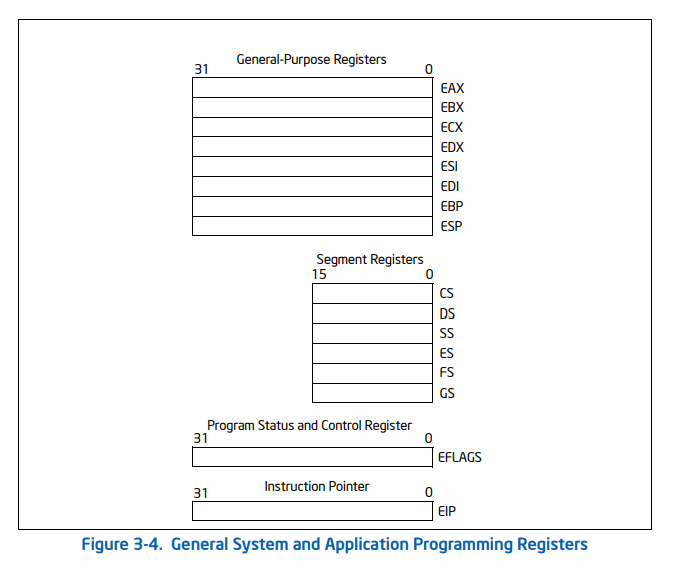 General-Purpose Registers
31 0
EAX
EBX
ECX
EDX
ESI
EDI
EBP
ESP
Segment Registers
15 0
CS
DS
SS
ES
FS
GS
Program Status and Control Register
31 0
EFLAGS
31 Instruction Pointer 0
EIP
Figure 3-4. General System and Application Programming Registers